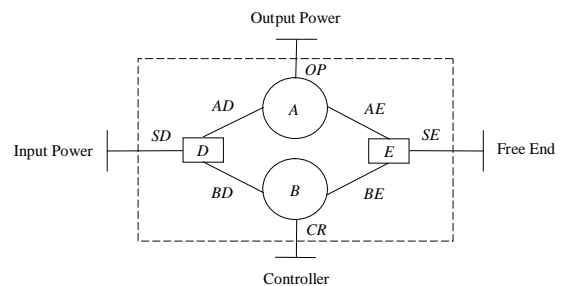 Output Power
OP
AD
A
AE
Input Power
SD
D
E
SE
Free End
BD
B
BE
CR
Controller